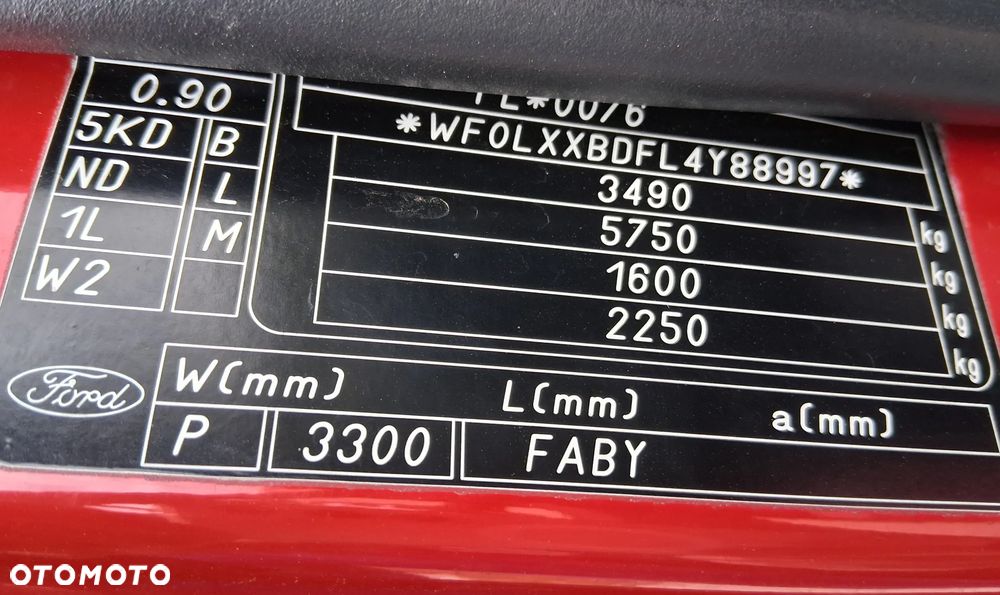 0.90
5KD B
ND L
1L M
W2
*WF0LXXBDFL4Y88997*
3490 kg
5750 kg
1600 kg
2250 kg
Ford
W(mm) L(mm) a(mm)
P 3300 FABY
OTOMOTO